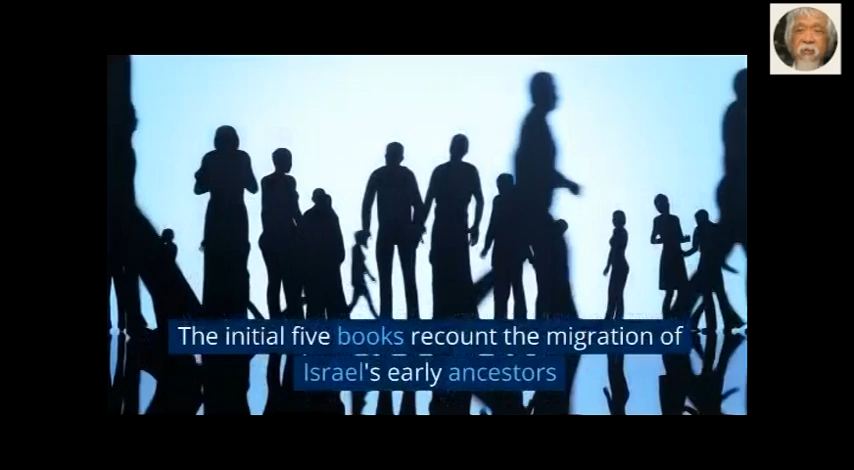 The initial five books recount the migration of
Israel's early ancestors